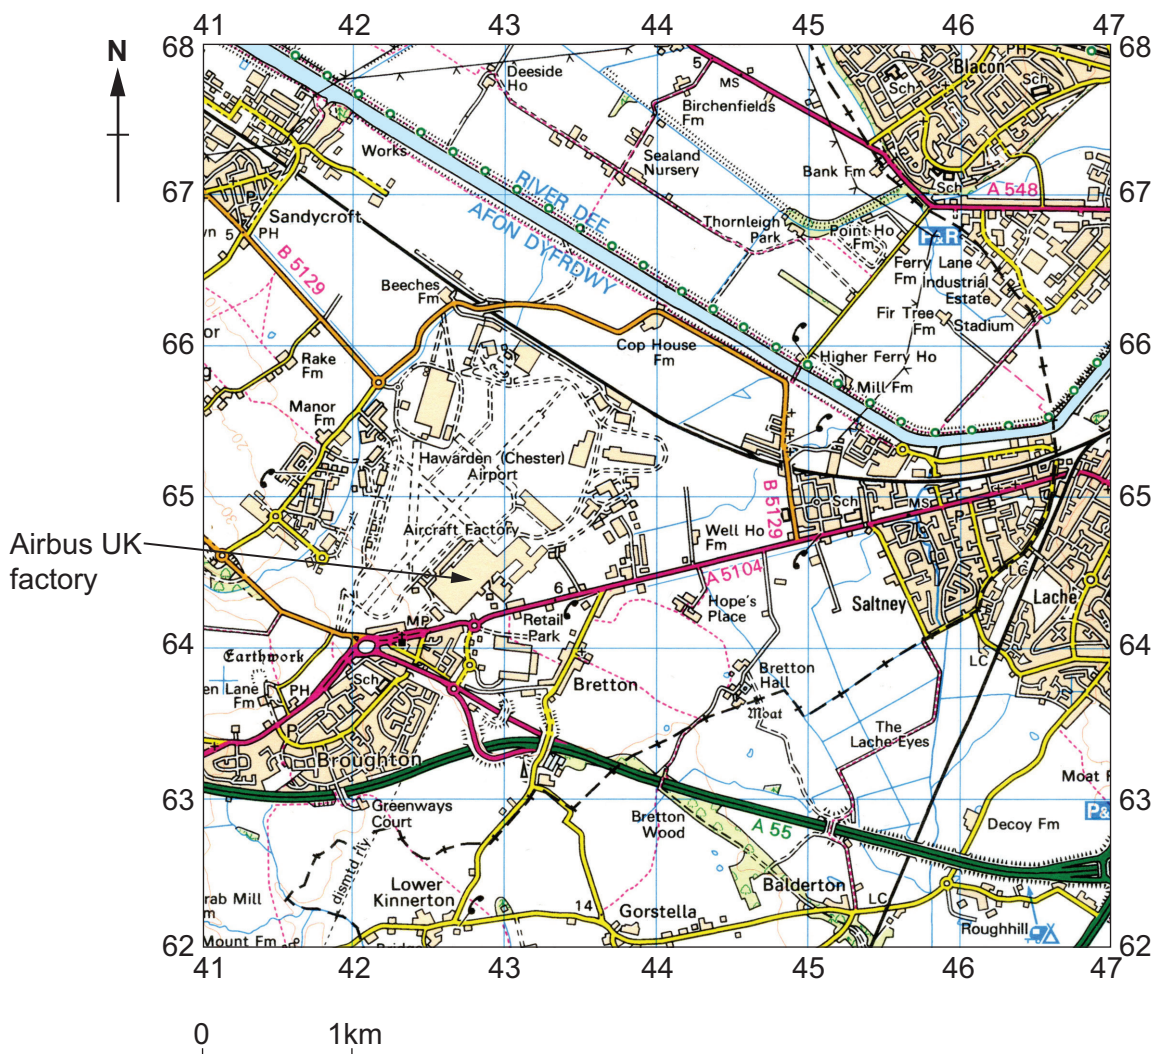 41 42 43 44 45 46 47
68 68
N
5
MS
PH
Blacon
Sch
Sch
Deeside
Ho
Birchenfields
Fm
Works
Sealand
Nursery
Bank Fm
Sch
67 67
A 548
P
RIVER DEE
AFON DYFRDWY
Sandycroft
5
PH
Thornleigh
Park
Point Ho
Fm
P&R
B 5129
Beeches
Fm
Ferry Lane
Fm
Industrial
Estate
Fir Tree
Fm
Stadium
66 66
or
Rake
Fm
Cop House
Fm
Higher Ferry Ho
Mill Fm
Manor
Fm
Hawarden (Chester)
Airport
65 65
B 5129
Sch
MS
Aircraft Factory
Well Ho
Fm
Airbus UK
factory
A 5104
LC
6
Hope's
Place
Saltney
Lache
MP
Retail
Park
64 64
Earthwork
LC
en Lane
Fm
PH
Sch
Bretton
Bretton
Hall
Moat
P
The
Lache Eyes
Broughton
Moat F
63 63
Greenways
Court
Bretton
Wood
A 55
Decoy Fm
P&
dismtd rly
Lower
Kinnerton
Balderton
LC
rab Mill
m
14
Gorstella
Roughhill
Mount Fm
P
62 62
41 42 43 44 45 46 47
0 1km